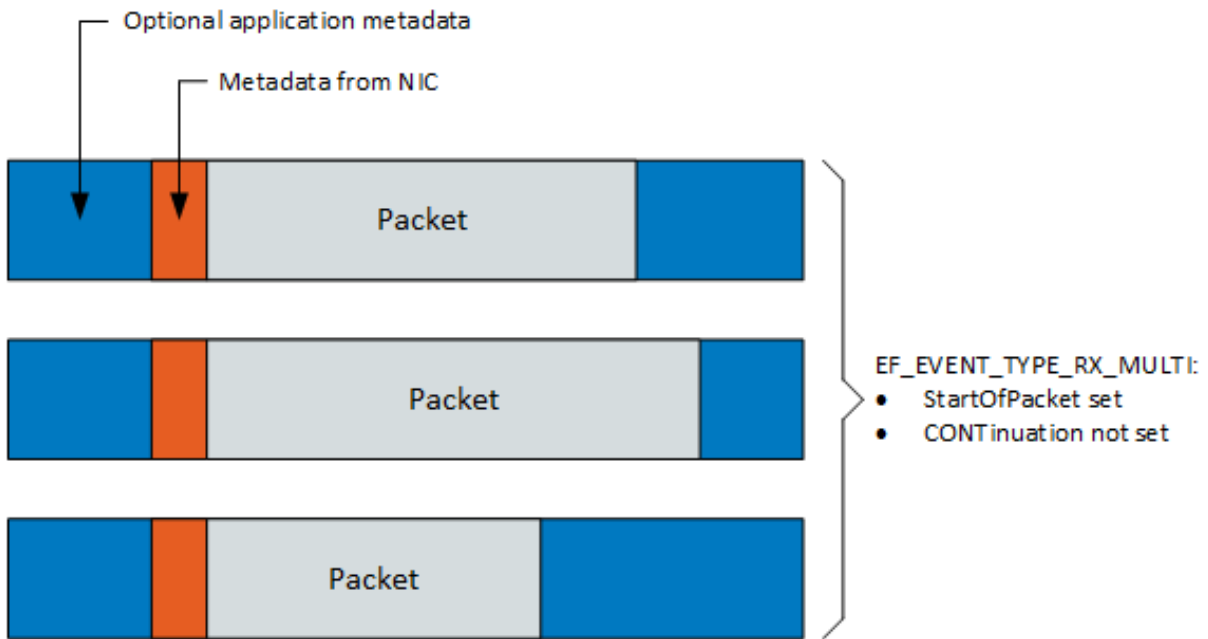 Optional application metadata
Metadata from NIC
Packet
Packet
EF_EVENT_TYPE_RX_MULTI:
• StartOfPacket set
• CONTinuation not set
Packet